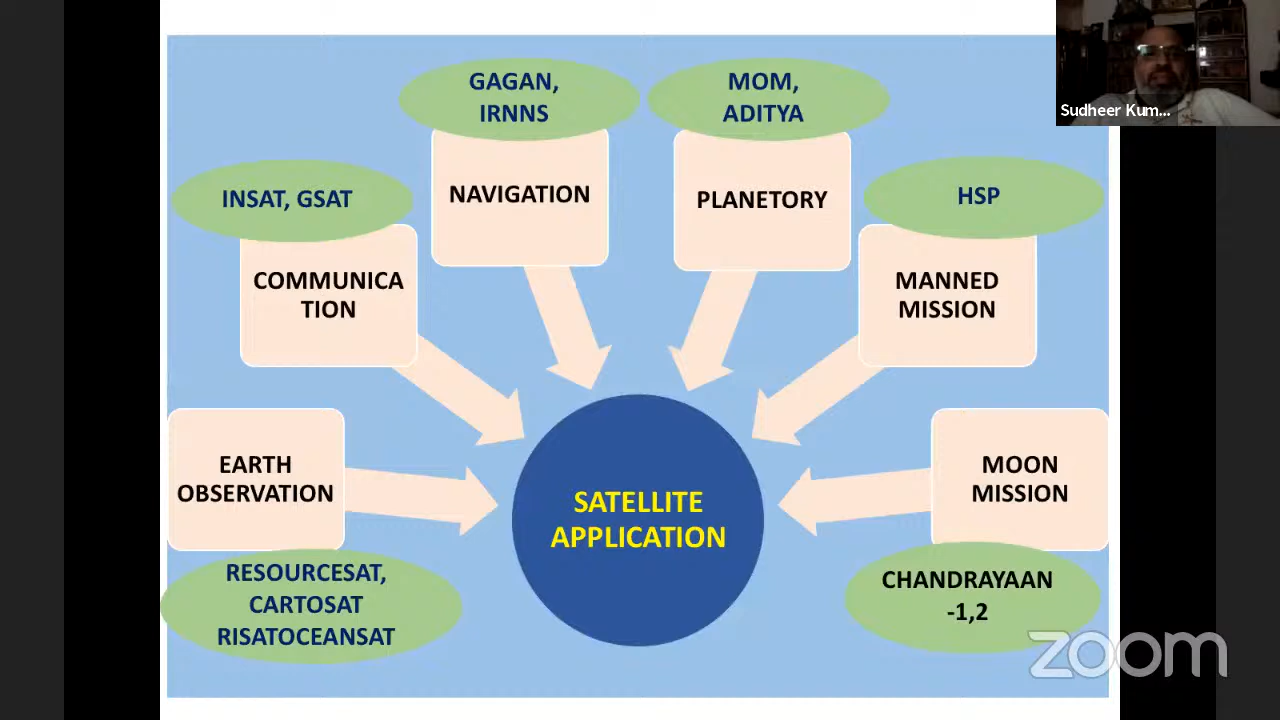 GAGAN,
IRNNS
NAVIGATION
MOM,
ADITYA
PLANETORY
Sudheer Kum...
INSAT, GSAT
COMMUNICA
TION
HSP
MANNED
MISSION
EARTH
OBSERVATION
RESOURCESAT,
CARTOSAT
RISATOCEANSAT
SATELLITE
APPLICATION
MOON
MISSION
CHANDRAYAAN
-1,2
zoom